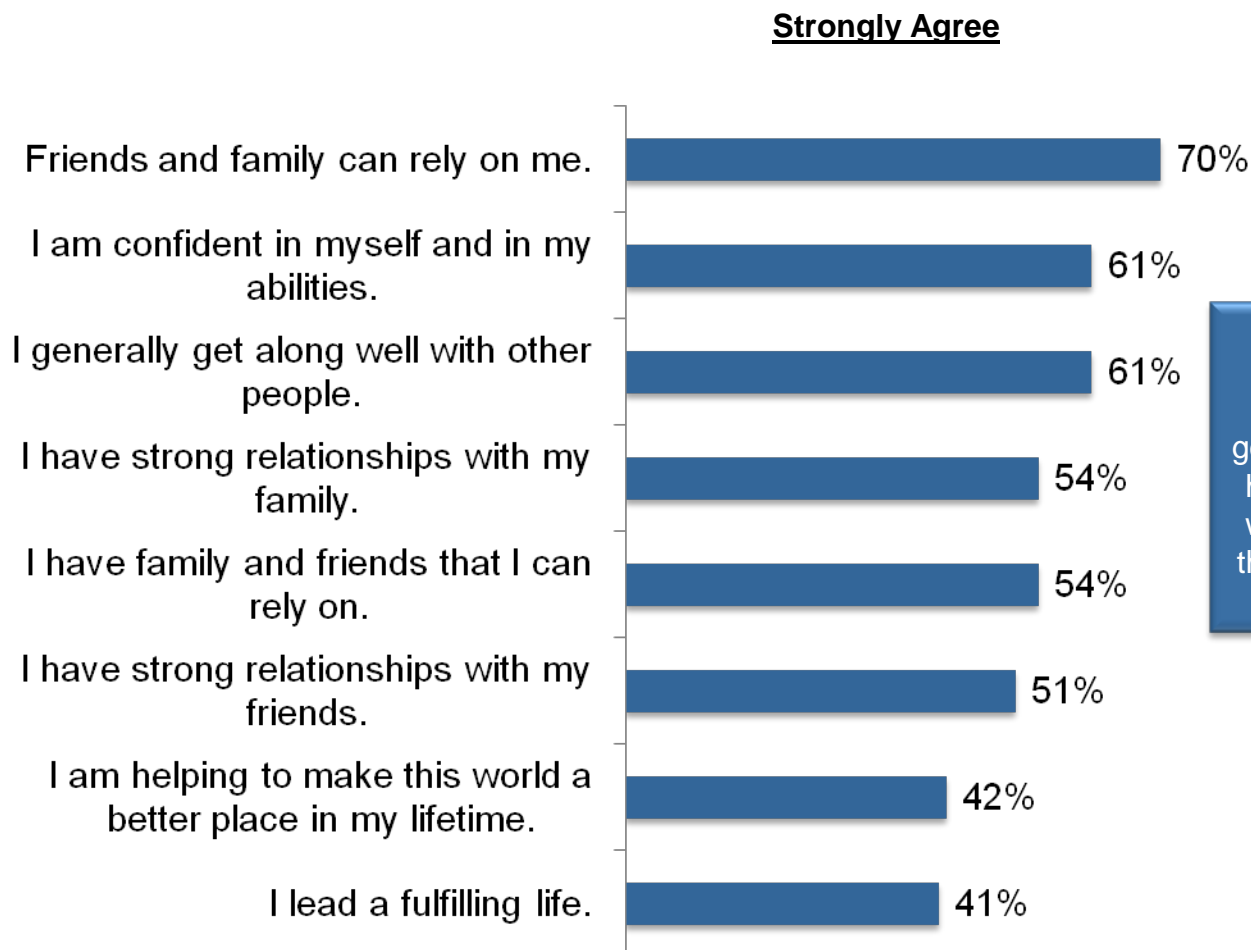 Strongly Agree
Friends and family can rely on me.
70%
I am confident in myself and in my
abilities.
61%
I generally get along well with other
people.
61%
I have strong relationships with my
family.
54%
I have family and friends that I can
rely on.
54%
I have strong relationships with my
friends.
51%
I am helping to make this world a
better place in my lifetime.
42%
I lead a fulfilling life.
41%